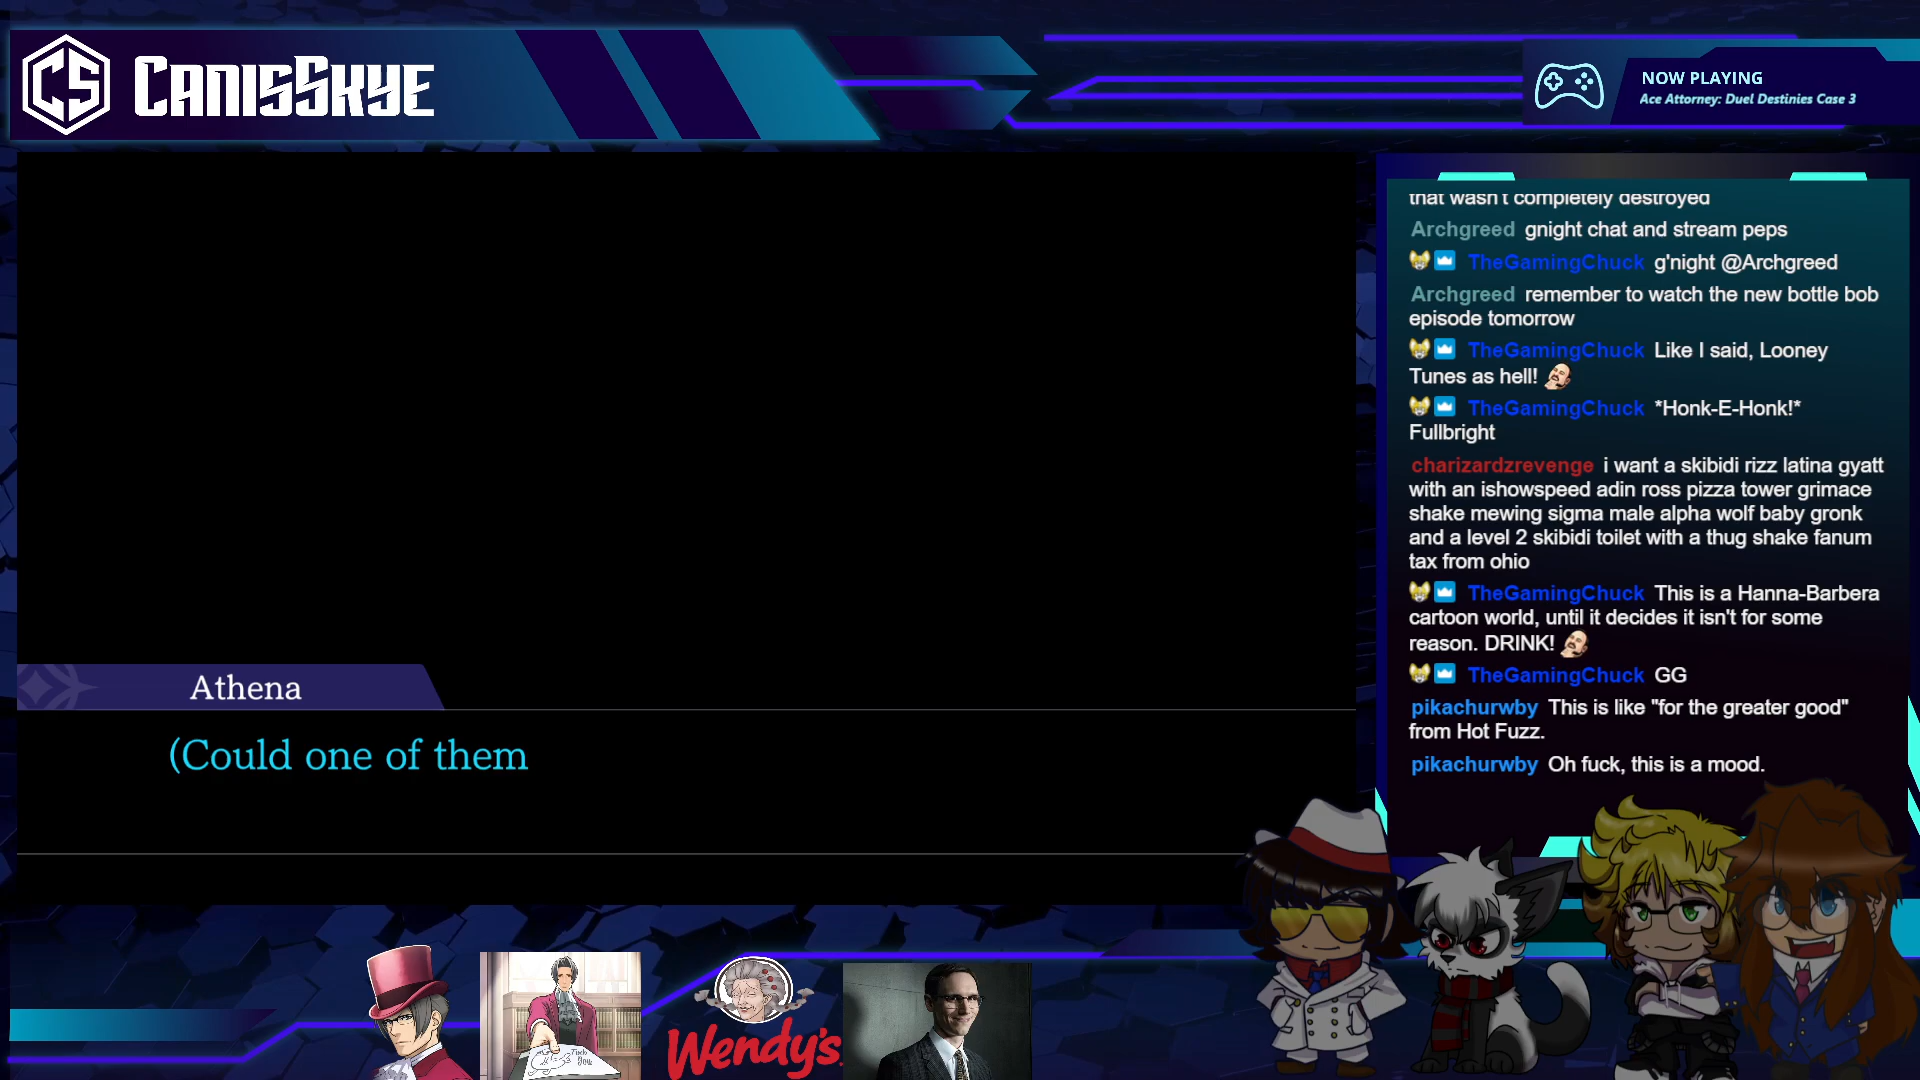 CS CANISSKYE
NOW PLAYING
Ace Attorney: Duel Destinies Case 3
that wasn't completely destroyed
Archgreed gnight chat and stream peps
TheGamingChuck g'night @Archgreed
Archgreed remember to watch the new bottle bob
episode tomorrow
TheGamingChuck Like I said, Looney
Tunes as hell!
TheGamingChuck *Honk-E-Honk!*
Fullbright
charizardzrevenge i want a skibidi rizz latina gyatt
with an ishowspeed adin ross pizza tower grimace
shake mewing sigma male alpha wolf baby gronk
and a level 2 skibidi toilet with a thug shake fanum
tax from ohio
TheGamingChuck This is a Hanna-Barbera
cartoon world, until it decides it isn't for some
reason. DRINK!
TheGamingChuck GG
pikachurwby This is like "for the greater good"
from Hot Fuzz.
pikachurwby Oh fuck, this is a mood.
Athena
(Could one of them
Fuck
You
Wendy's